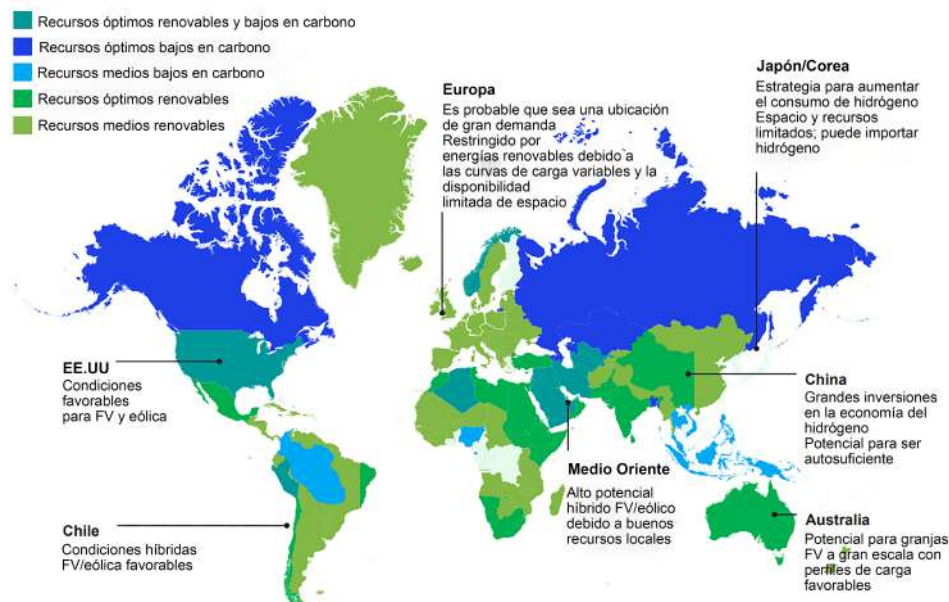 Recursos óptimos renovables y bajos en carbono
Recursos óptimos bajos en carbono
Recursos medios bajos en carbono
Recursos óptimos renovables
Recursos medios renovables
Europa
Es probable que sea una ubicación
de gran demanda
Restringido por
energías renovables debido a
las curvas de carga variables y la
disponibilidad
limitada de espacio
Japón/Corea
Estrategia para aumentar
el consumo de hidrógeno
Espacio y recursos
limitados; puede importar
hidrógeno
EE.UU
Condiciones
favorables
para FV y eólica
China
Grandes inversiones
en la economía del
hidrógeno
Potencial para ser
autosuficiente
Medio Oriente
Alto potencial
híbrido FV/eólico
debido a buenos
recursos locales
Chile
Condiciones híbridas
FV/eólica favorables
Australia
Potencial para granjas
FV a gran escala con
perfiles de carga
favorables